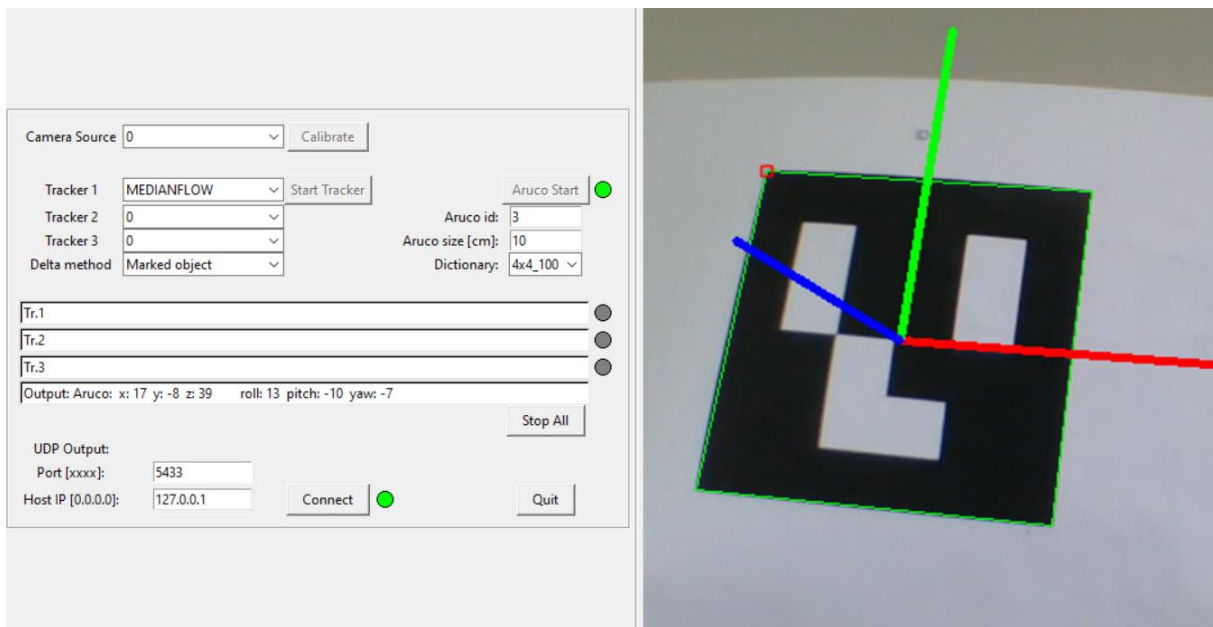 Camera Source 0 Calibrate
Tracker 1 MEDIANFLOW Start Tracker Aruco Start
Tracker 2 0 Aruco id: 3
Tracker 3 0 Aruco size [cm]: 10
Delta method Marked object Dictionary: 4x4_100
Tr.1
Tr.2
Tr.3
Output: Aruco: x: 17 y: -8 z: 39 roll: 13 pitch: -10 yaw: -7
Stop All
UDP Output:
Port [xxxx]: 5433
Host IP [0.0.0.0]: 127.0.0.1 Connect Quit